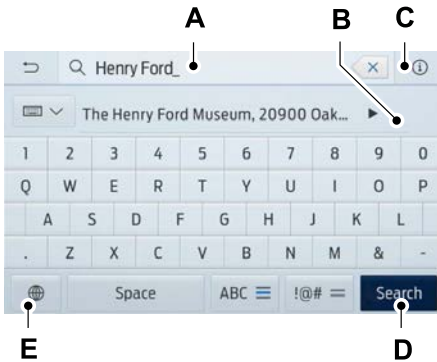 A B C
Henry Ford_
The Henry Ford Museum, 20900 Oak...
1 2 3 4 5 6 7 8 9 0
Q W E R T Y U I O P
A S D F G H J K L
. Z X C V B N M & -
Space ABC !@# Search
E D